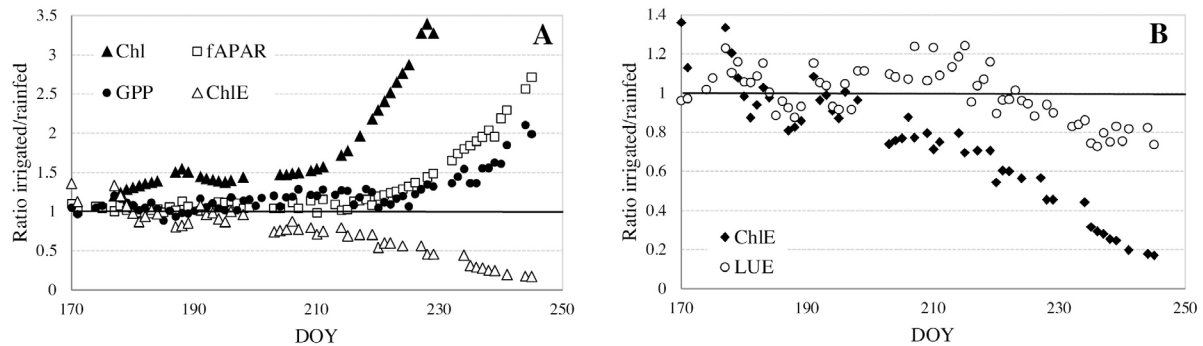 A
Ratio irrigated/rainfed
3.5
3
2.5
2
1.5
1
0.5
0
Chl
fAPAR
GPP
ChlE
170
190
210
230
250
DOY
B
Ratio irrigated/rainfed
1.4
1.2
1
0.8
0.6
0.4
0.2
0
ChlE
LUE
170
190
210
230
250
DOY